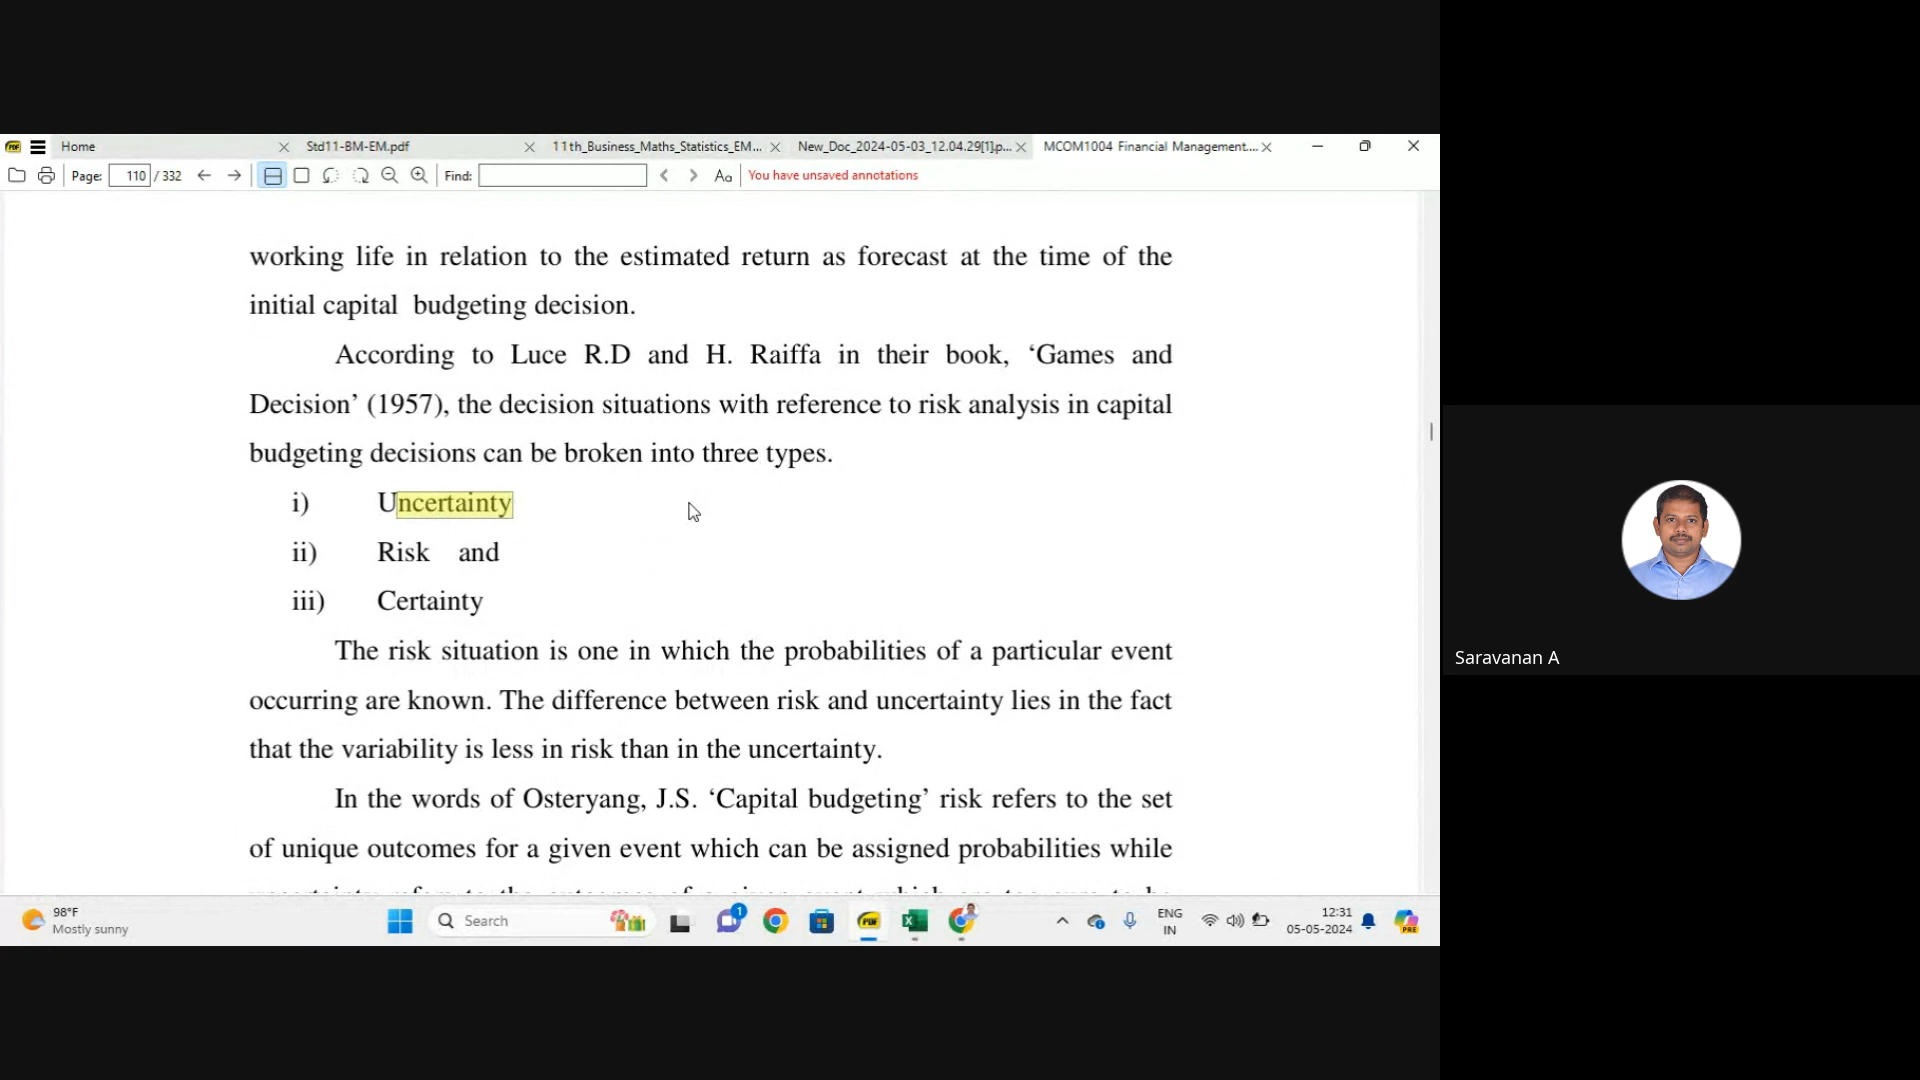 Home
Std11-BM-EM.pdf
11th_Business_Maths_Statistics_EM...
New_Doc_2024-05-03_12.04.29[1].p...
MCOM1004 Financial Management....
Page: 110 / 332
Find:
You have unsaved annotations
working life in relation to the estimated return as forecast at the time of the
initial capital budgeting decision.
According to Luce R.D and H. Raiffa in their book, ‘Games and
Decision’ (1957), the decision situations with reference to risk analysis in capital
budgeting decisions can be broken into three types.
i) Uncertainty
ii) Risk and
iii) Certainty
The risk situation is one in which the probabilities of a particular event
occurring are known. The difference between risk and uncertainty lies in the fact
that the variability is less in risk than in the uncertainty.
In the words of Osteryang, J.S. ‘Capital budgeting’ risk refers to the set
of unique outcomes for a given event which can be assigned probabilities while
Saravanan A
98°F
Mostly sunny
Search
1
ENG
IN
12:31
05-05-2024
PRE